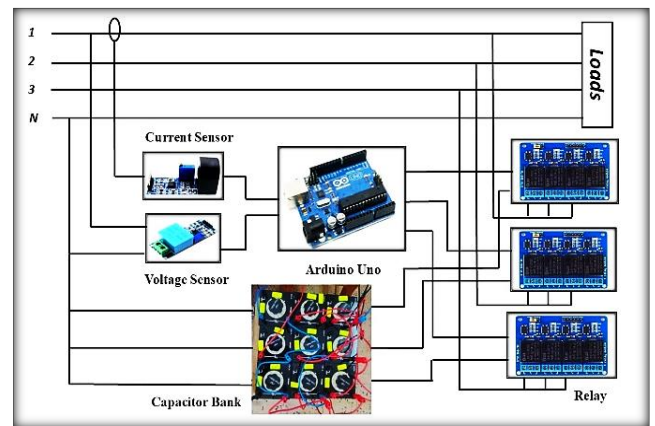 1
2
3
N
Loads
Current Sensor
Voltage Sensor
Arduino Uno
Capacitor Bank
Relay